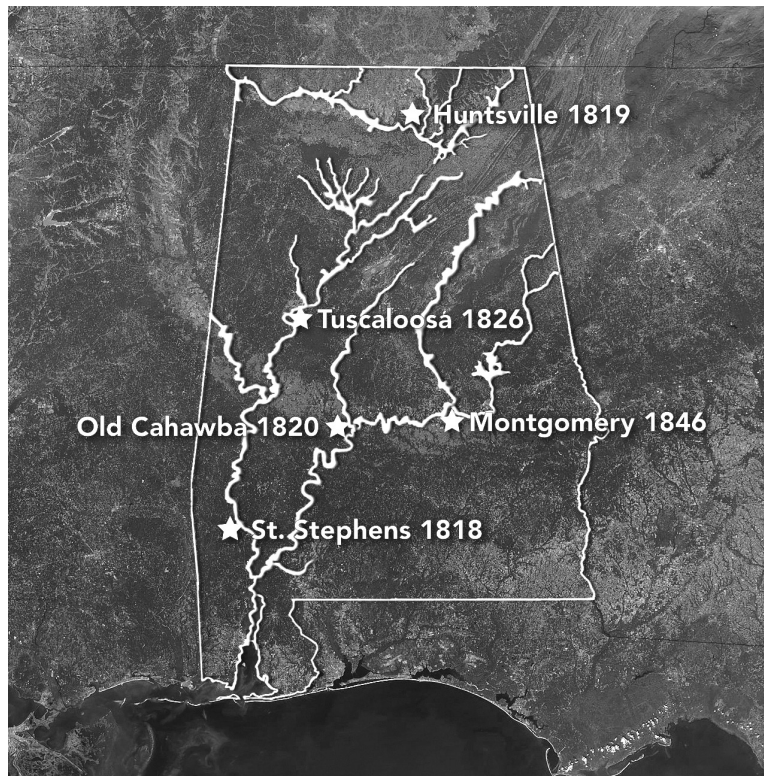 Huntsville 1819
Tuscaloosa 1826
Old Cahawba 1820
Montgomery 1846
St. Stephens 1818